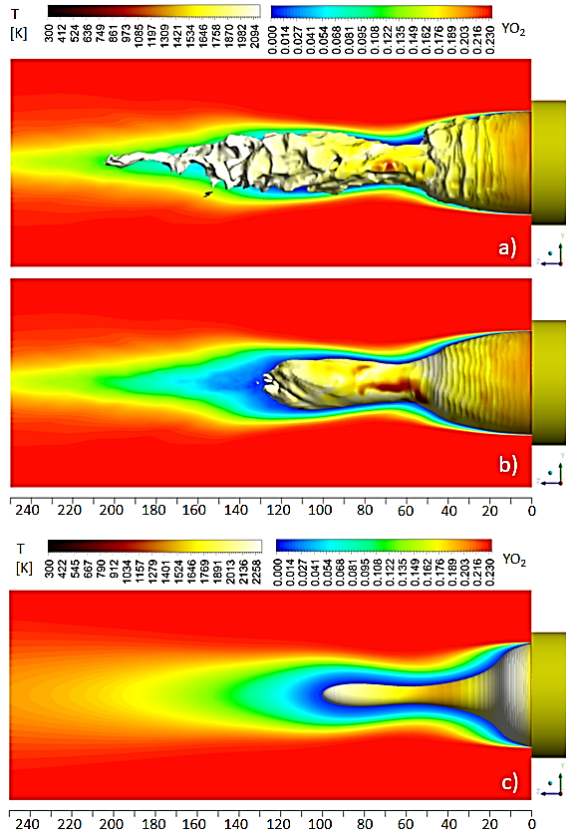 T
[K]
300 412 524 636 749 861 973 1085 1197 1309 1421 1534 1646 1758 1870 1982 2094
0.000 0.014 0.027 0.041 0.054 0.068 0.081 0.095 0.108 0.122 0.135 0.149 0.162 0.176 0.189 0.203 0.216 0.230
YO₂
a)
Y
Z
b)
Y
Z
240 220 200 180 160 140 120 100 80 60 40 20 0
T
[K]
300 422 545 667 790 912 1034 1157 1279 1401 1524 1646 1769 1891 2013 2136 2258
0.000 0.014 0.027 0.041 0.054 0.068 0.081 0.095 0.108 0.122 0.135 0.149 0.162 0.176 0.189 0.203 0.216 0.230
YO₂
c)
Y
Z
240 220 200 180 160 140 120 100 80 60 40 20 0